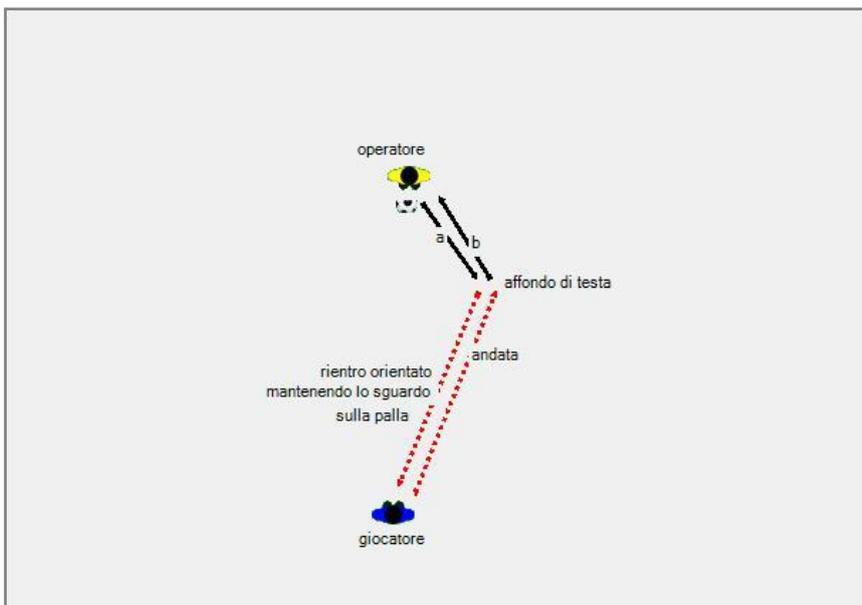 operatore
a
b
affondo di testa
andata
rientro orientato
mantenendo lo sguardo
sulla palla
giocatore